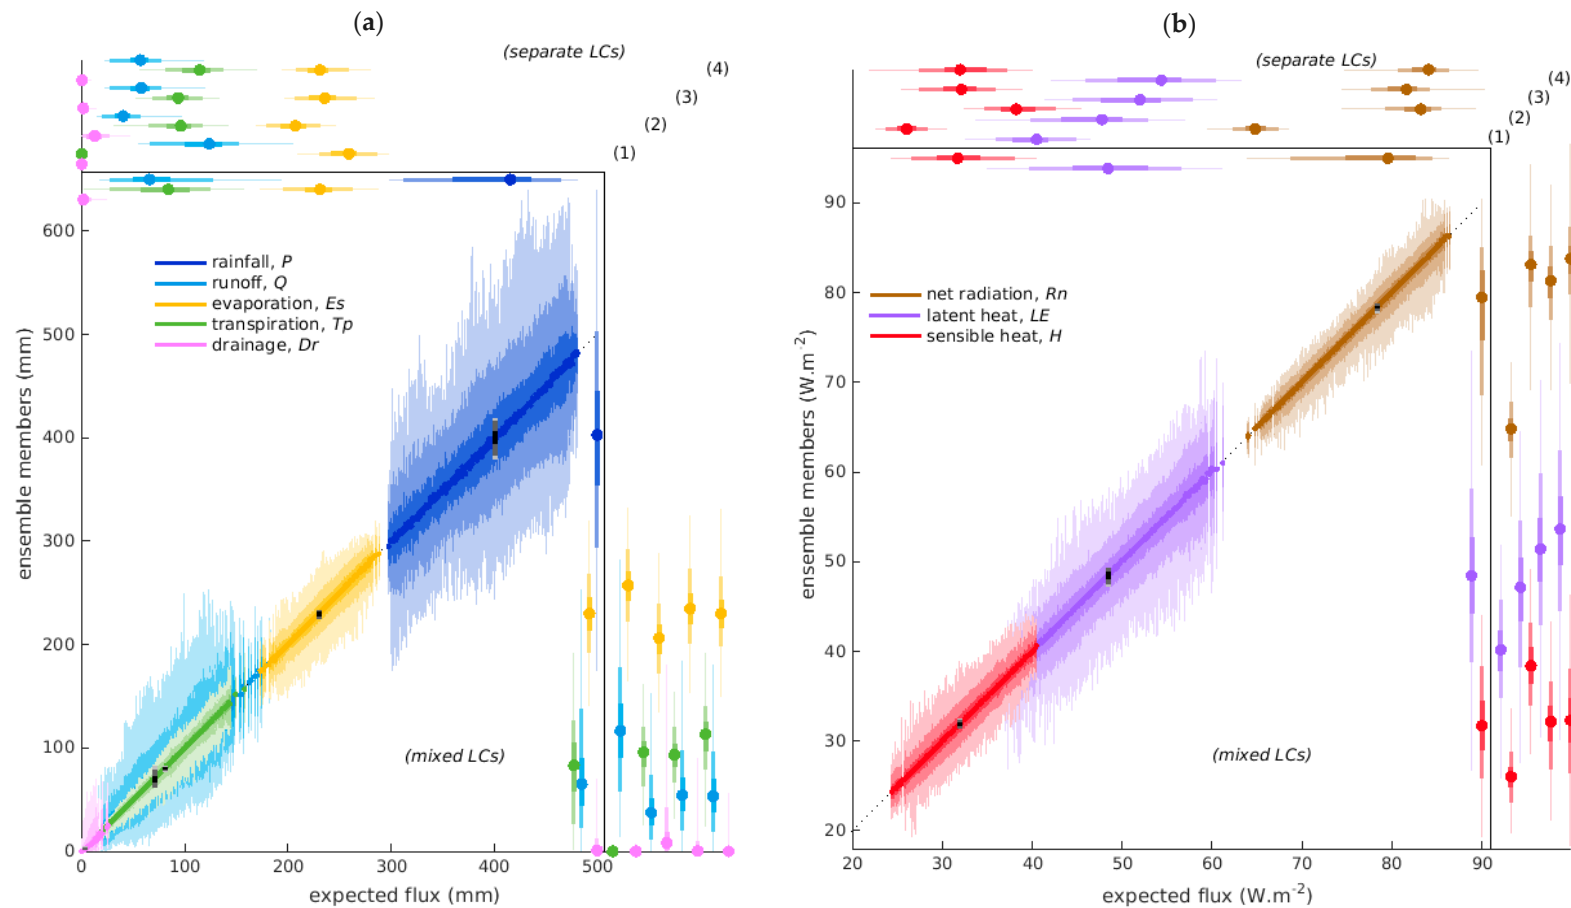 (a)
(separate LCs)
(4)
(3)
(2)
(1)
600
500
400
300
200
100
0
ensemble members (mm)
rainfall, P
runoff, Q
evaporation, Es
transpiration, Tp
drainage, Dr
(mixed LCs)
0
100
200
300
400
500
expected flux (mm)
(b)
(separate LCs)
(4)
(3)
(2)
(1)
90
80
70
60
50
40
30
20
ensemble members (W.m-2)
net radiation, Rn
latent heat, LE
sensible heat, H
(mixed LCs)
20
30
40
50
60
70
80
90
expected flux (W.m-2)